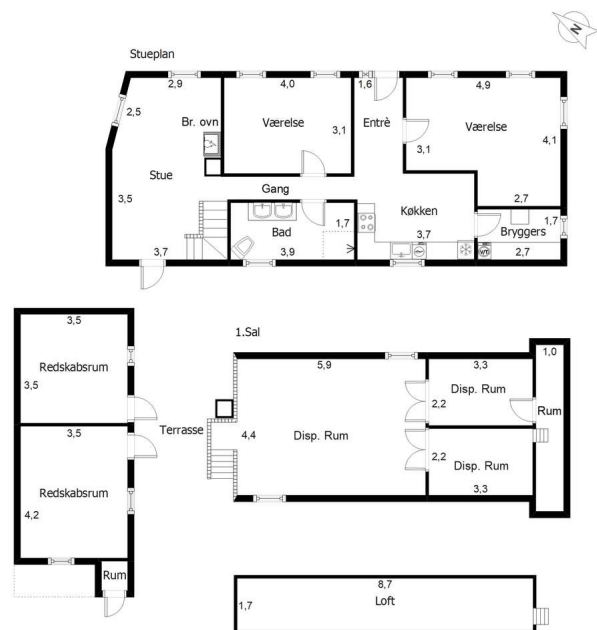 N
Stueplan
2,9
4,0
1,6
4,9
2,5
Br. ovn
Værelse
3,1
Entrè
Værelse
4,1
3,1
Stue
Gang
3,5
Køkken
2,7
1,7
Bad
1,7
3,7
Bryggers
3,7
3,9
2,7
VM
3,5
1.Sal
5,9
3,3
1,0
Redskabsrum
3,5
2,2
Disp. Rum
Rum
3,5
Terrasse
4,4
Disp. Rum
2,2
Disp. Rum
Redskabsrum
3,3
4,2
Rum
8,7
1,7
Loft